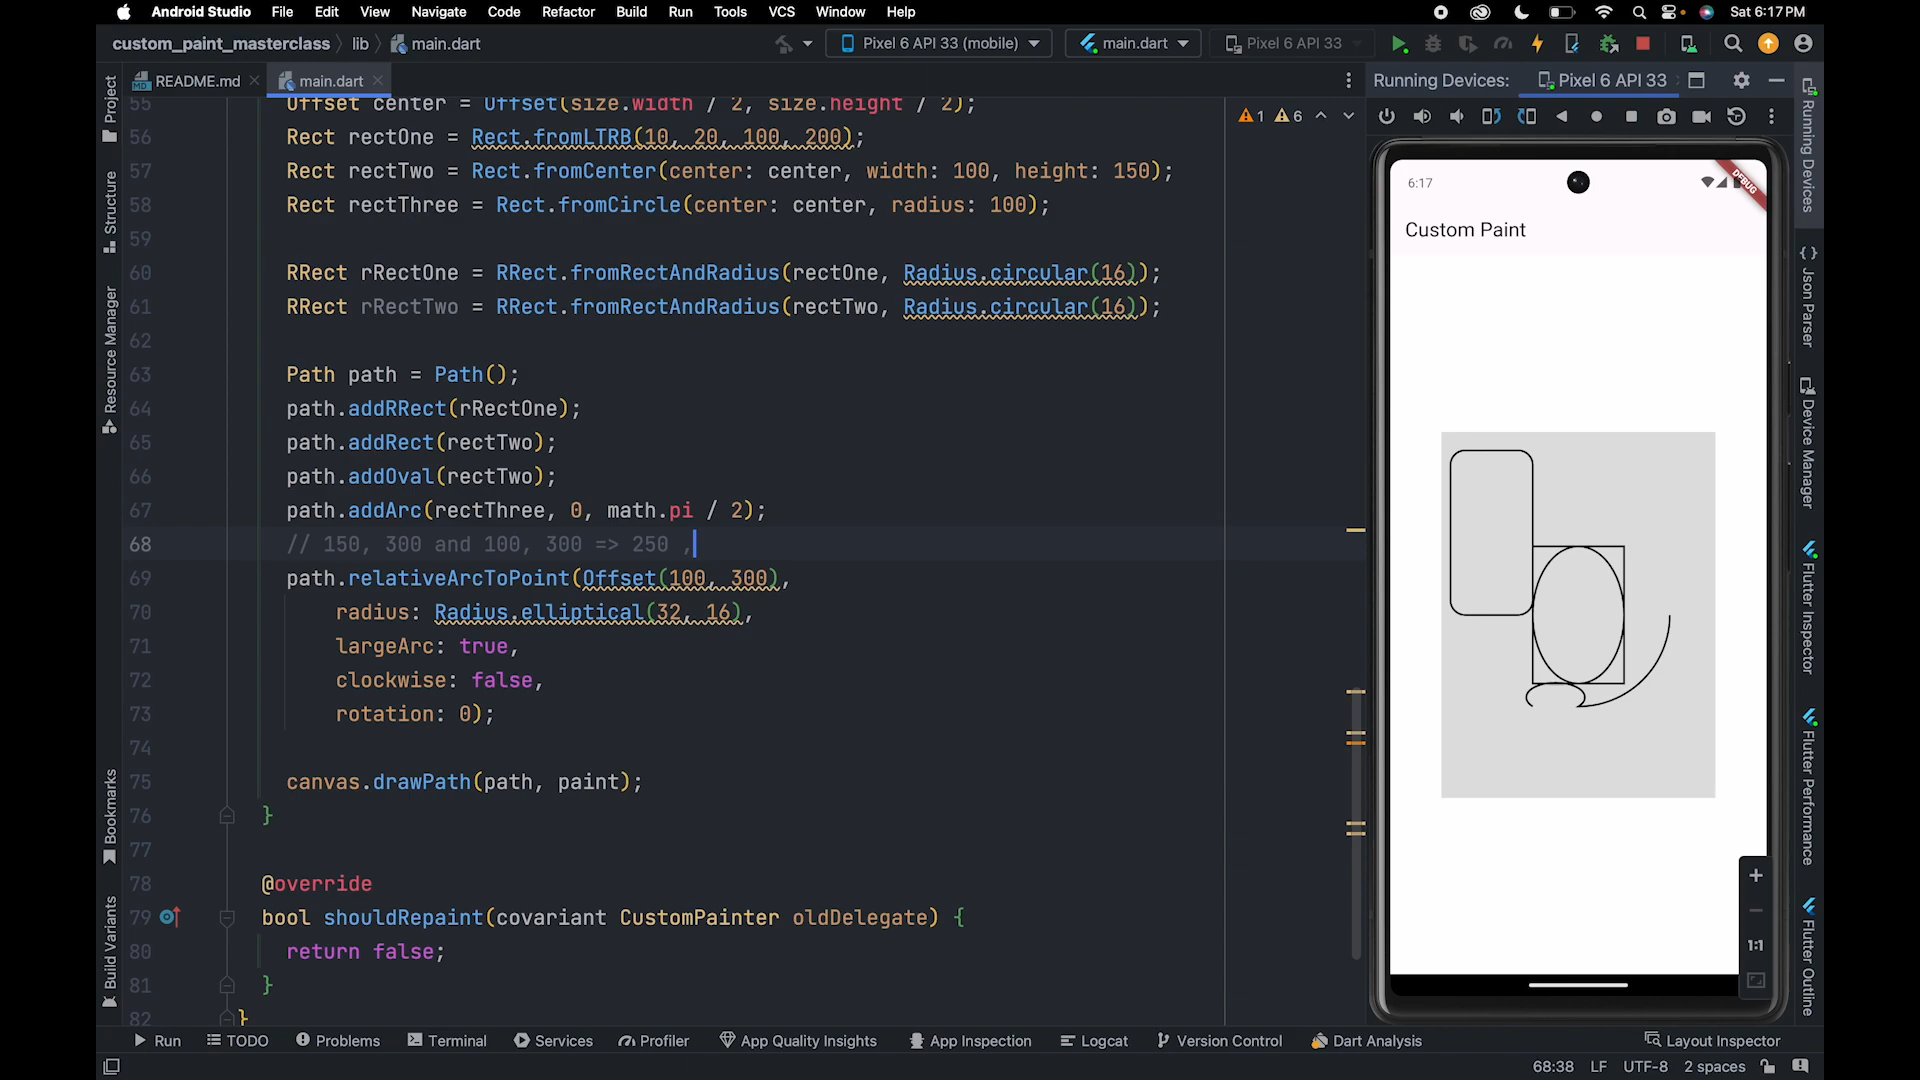 Android Studio File Edit View Navigate Code Refactor Build Run Tools VCS Window Help Sat 6:17 PM
custom_paint_masterclass lib main.dart Pixel 6 API 33 (mobile) main.dart Pixel 6 API 33
README.md main.dart Running Devices: Pixel 6 API 33
55 Offset center = Offset(size.width / 2, size.height / 2);
56 Rect rectOne = Rect.fromLTRB(10, 20, 100, 200);
57 Rect rectTwo = Rect.fromCenter(center: center, width: 100, height: 150);
58 Rect rectThree = Rect.fromCircle(center: center, radius: 100);
59
60 RRect rRectOne = RRect.fromRectAndRadius(rectOne, Radius.circular(16));
61 RRect rRectTwo = RRect.fromRectAndRadius(rectTwo, Radius.circular(16));
62
63 Path path = Path();
64 path.addRRect(rRectOne);
65 path.addRect(rectTwo);
66 path.addOval(rectTwo);
67 path.addArc(rectThree, 0, math.pi / 2);
68 // 150, 300 and 100, 300 => 250 ,
69 path.relativeArcToPoint(Offset(100, 300),
70 radius: Radius.elliptical(32, 16),
71 largeArc: true,
72 clockwise: false,
73 rotation: 0);
74
75 canvas.drawPath(path, paint);
76 }
77
78 @override
79 bool shouldRepaint(covariant CustomPainter oldDelegate) {
80 return false;
81 }
82 }
1 6
Project
Structure
Resource Manager
Bookmarks
Build Variants
6:17
DEBUG
Custom Paint
1:1
Running Devices
Json Parser
Device Manager
Flutter Inspector
Flutter Performance
Flutter Outline
Run TODO Problems Terminal Services Profiler App Quality Insights App Inspection Logcat Version Control Dart Analysis Layout Inspector
68:38 LF UTF-8 2 spaces